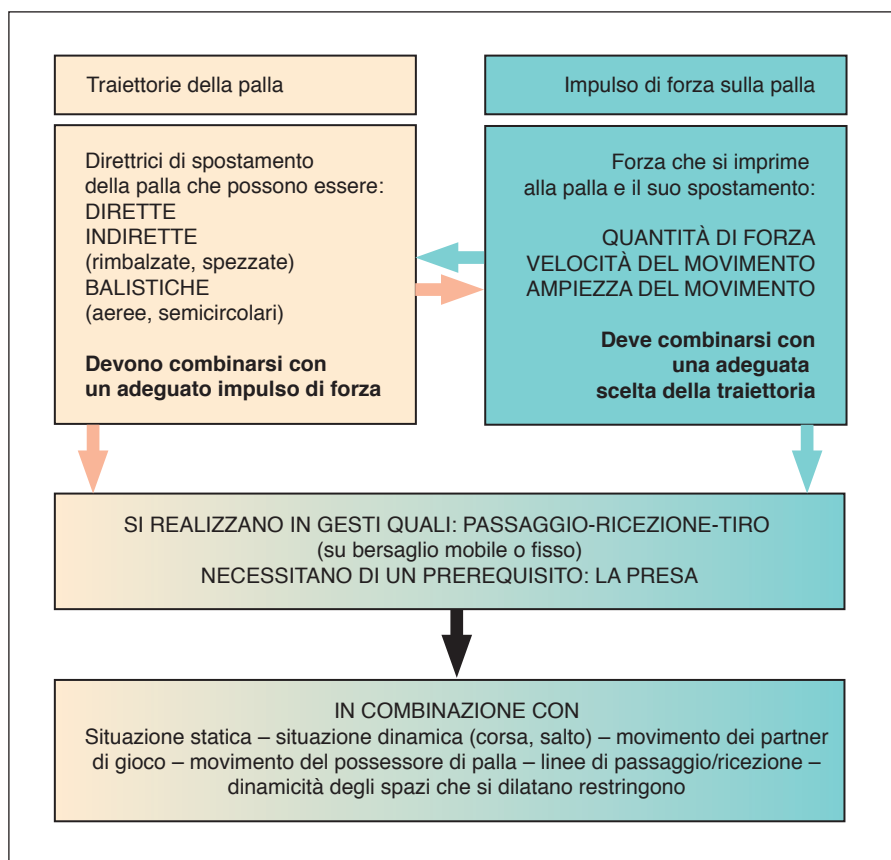 Traiettorie della palla
Impulso di forza sulla palla
Direttrici di spostamento
della palla che possono essere:
DIRETTE
INDIRETTE
(rimbalzate, spezzate)
BALISTICHE
(aeree, semicircolari)
Devono combinarsi con
un adeguato impulso di forza
Forza che si imprime
alla palla e il suo spostamento:
QUANTITÀ DI FORZA
VELOCITÀ DEL MOVIMENTO
AMPIEZZA DEL MOVIMENTO
Deve combinarsi con
una adeguata
scelta della traiettoria
SI REALIZZANO IN GESTI QUALI: PASSAGGIO-RICEZIONE-TIRO
(su bersaglio mobile o fisso)
NECESSITANO DI UN PREREQUISITO: LA PRESA
IN COMBINAZIONE CON
Situazione statica – situazione dinamica (corsa, salto) – movimento dei partner
di gioco – movimento del possessore di palla – linee di passaggio/ricezione –
dinamicità degli spazi che si dilatano restringono